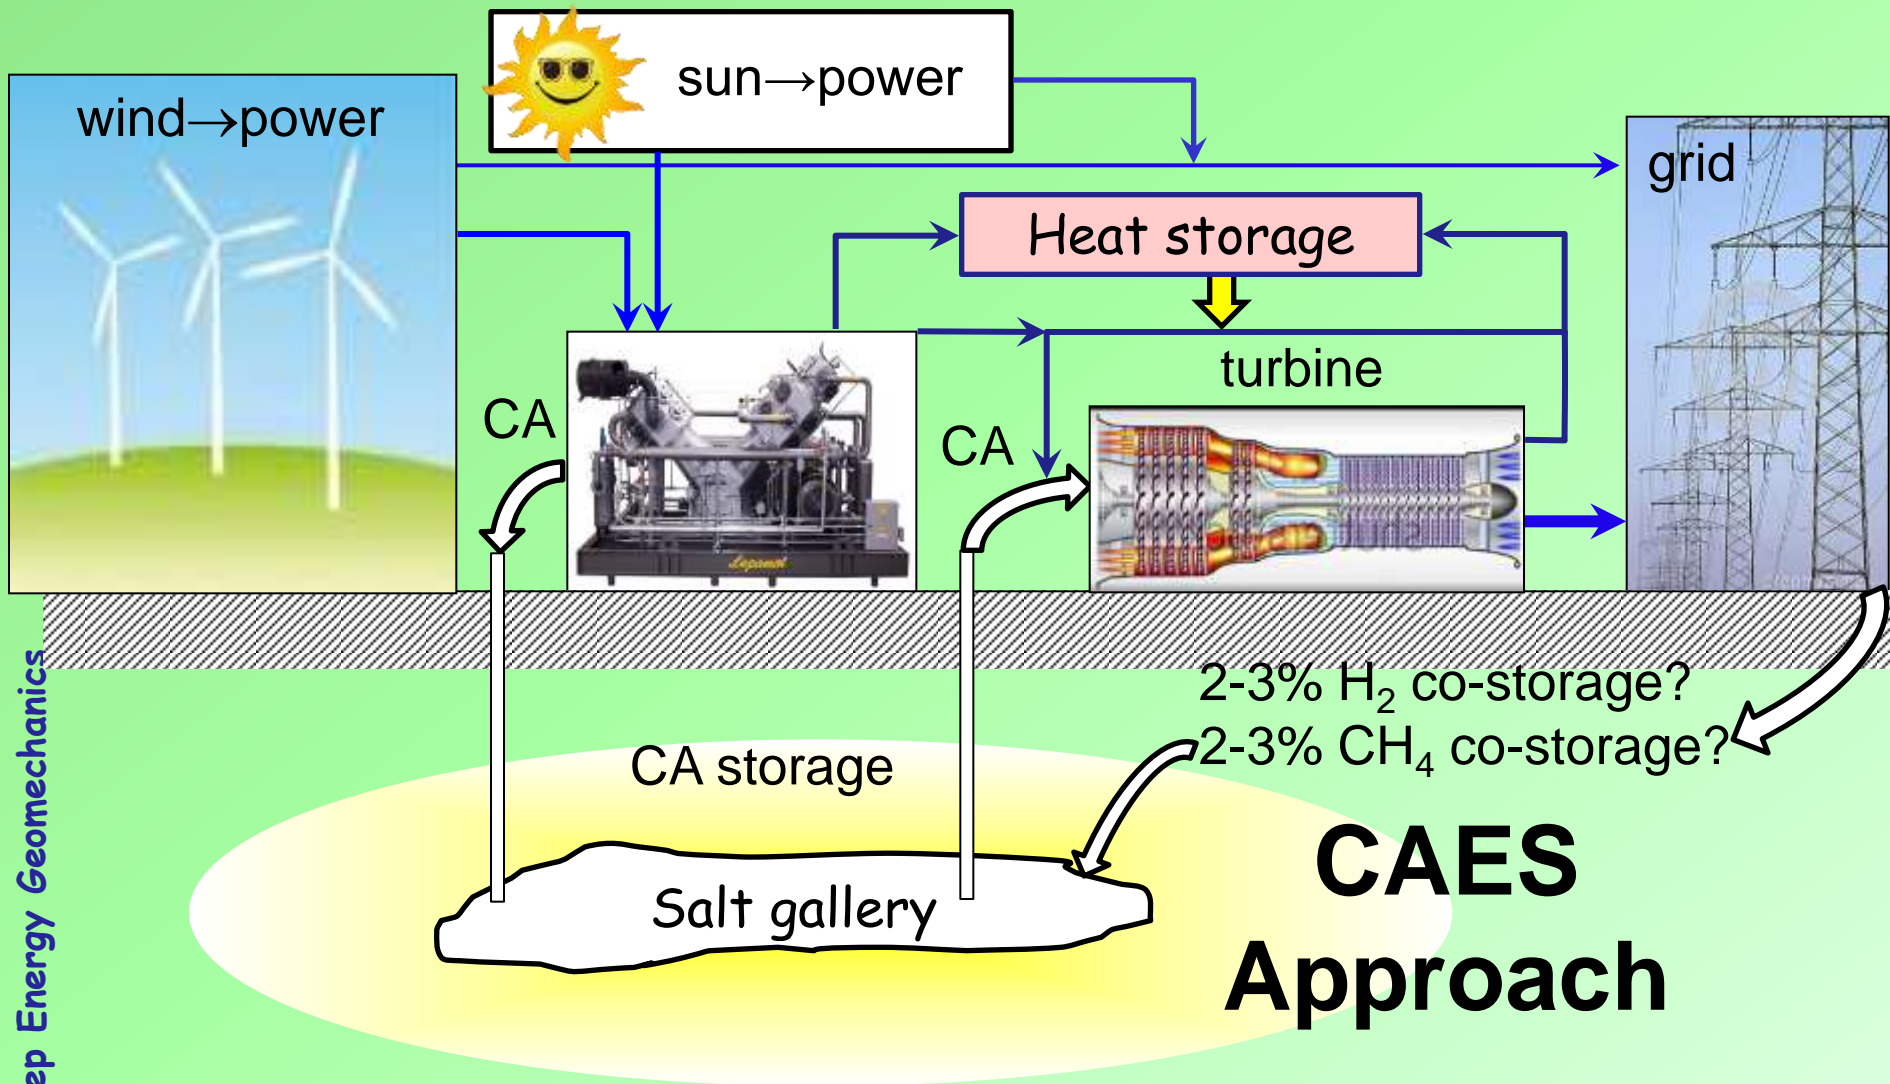 sun→power
wind→power
grid
Heat storage
turbine
CA
CA
2-3% H₂ co-storage?
2-3% CH₄ co-storage?
CA storage
Salt gallery
CAES
Approach
Energy Geomechanics